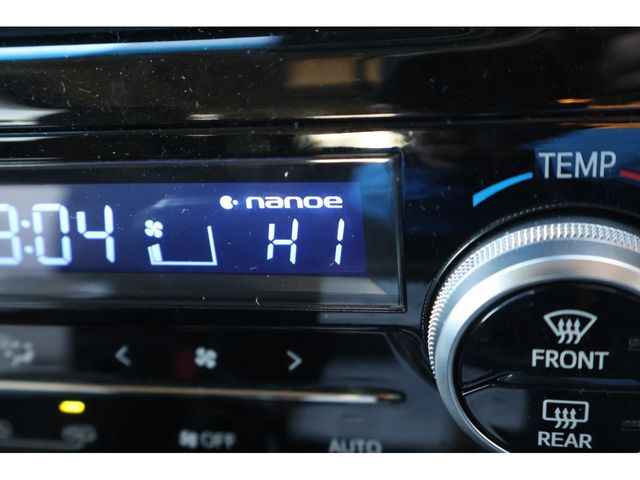 TEMP
nanoe
3:04 HI
FRONT
OFF
AUTO
REAR